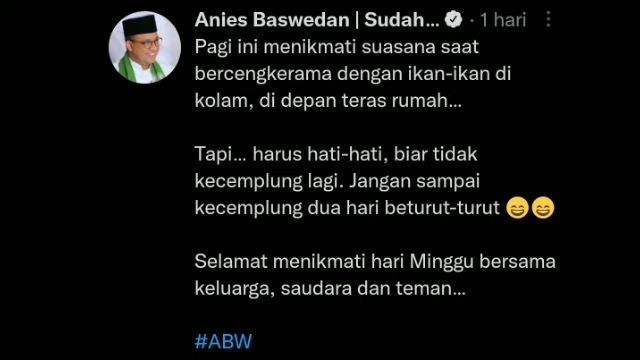 Anies Baswedan | Sudah... · 1 hari
Pagi ini menikmati suasana saat
bercengkerama dengan ikan-ikan di
kolam, di depan teras rumah...
Tapi... harus hati-hati, biar tidak
kecemplung lagi. Jangan sampai
kecemplung dua hari beturut-turut 😄😄
Selamat menikmati hari Minggu bersama
keluarga, saudara dan teman...
#ABW